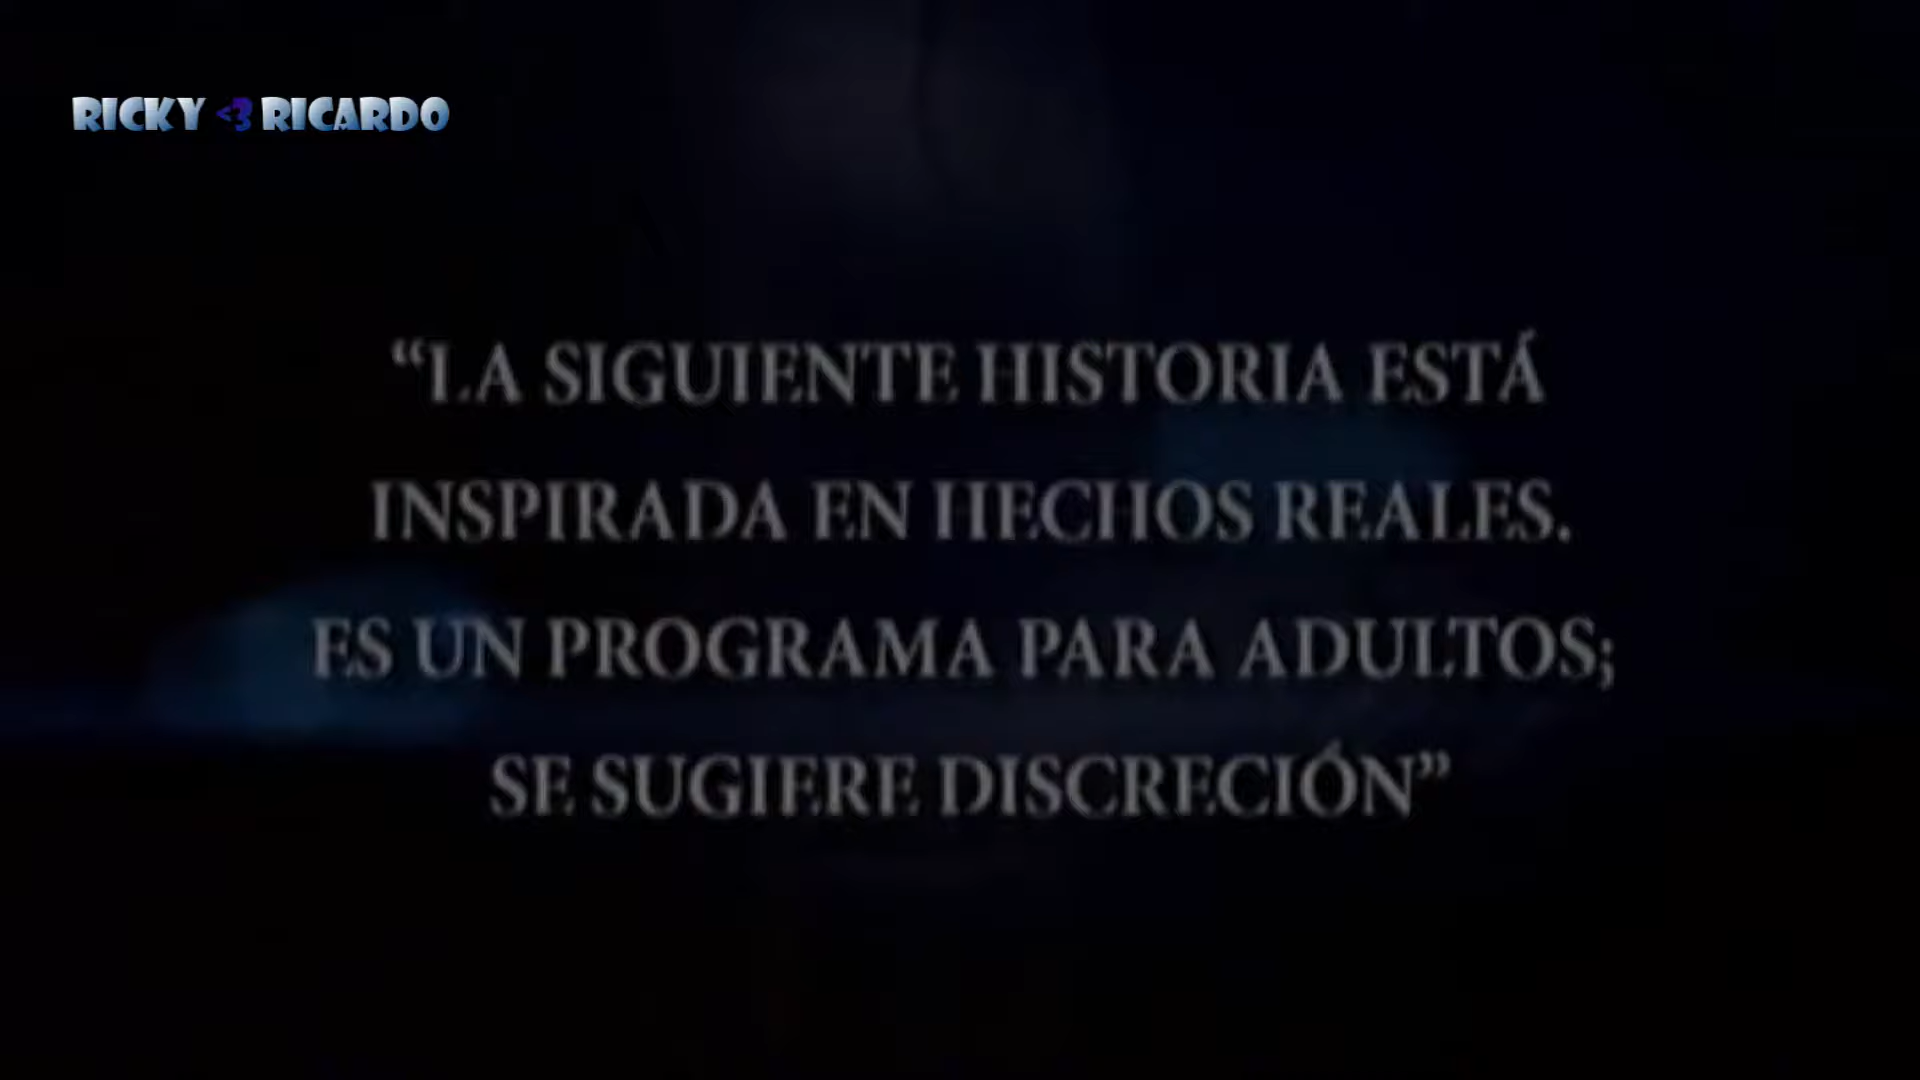 RICKY <3 RICARDO
“LA SIGUIENTE HISTORIA ESTÁ
INSPIRADA EN HECHOS REALES.
ES UN PROGRAMA PARA ADULTOS;
SE SUGIERE DISCRECIÓN”